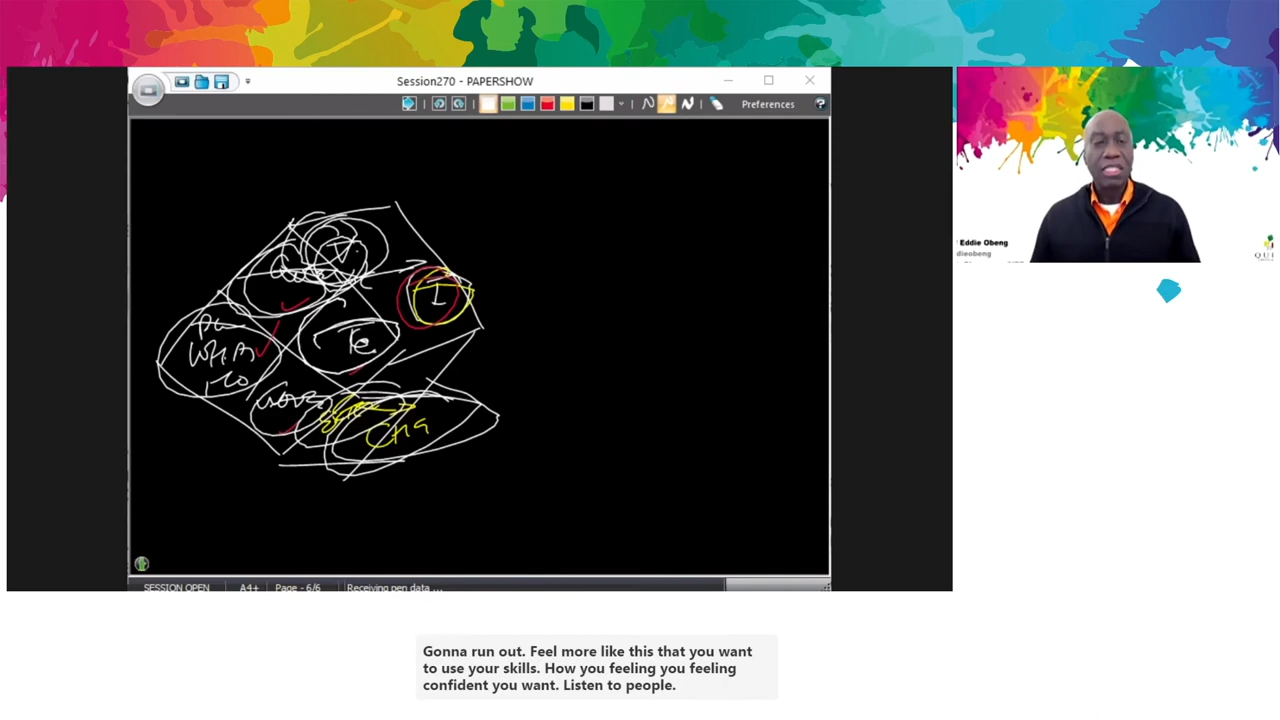 Session270 - PAPERSHOW
Preferences
Eddie Obeng
dieobeng
QUI
I
Te
SESSION OPEN
A4+
Page - 6/6
Receiving pen data ...
Gonna run out. Feel more like this that you want
to use your skills. How you feeling you feeling
confident you want. Listen to people.